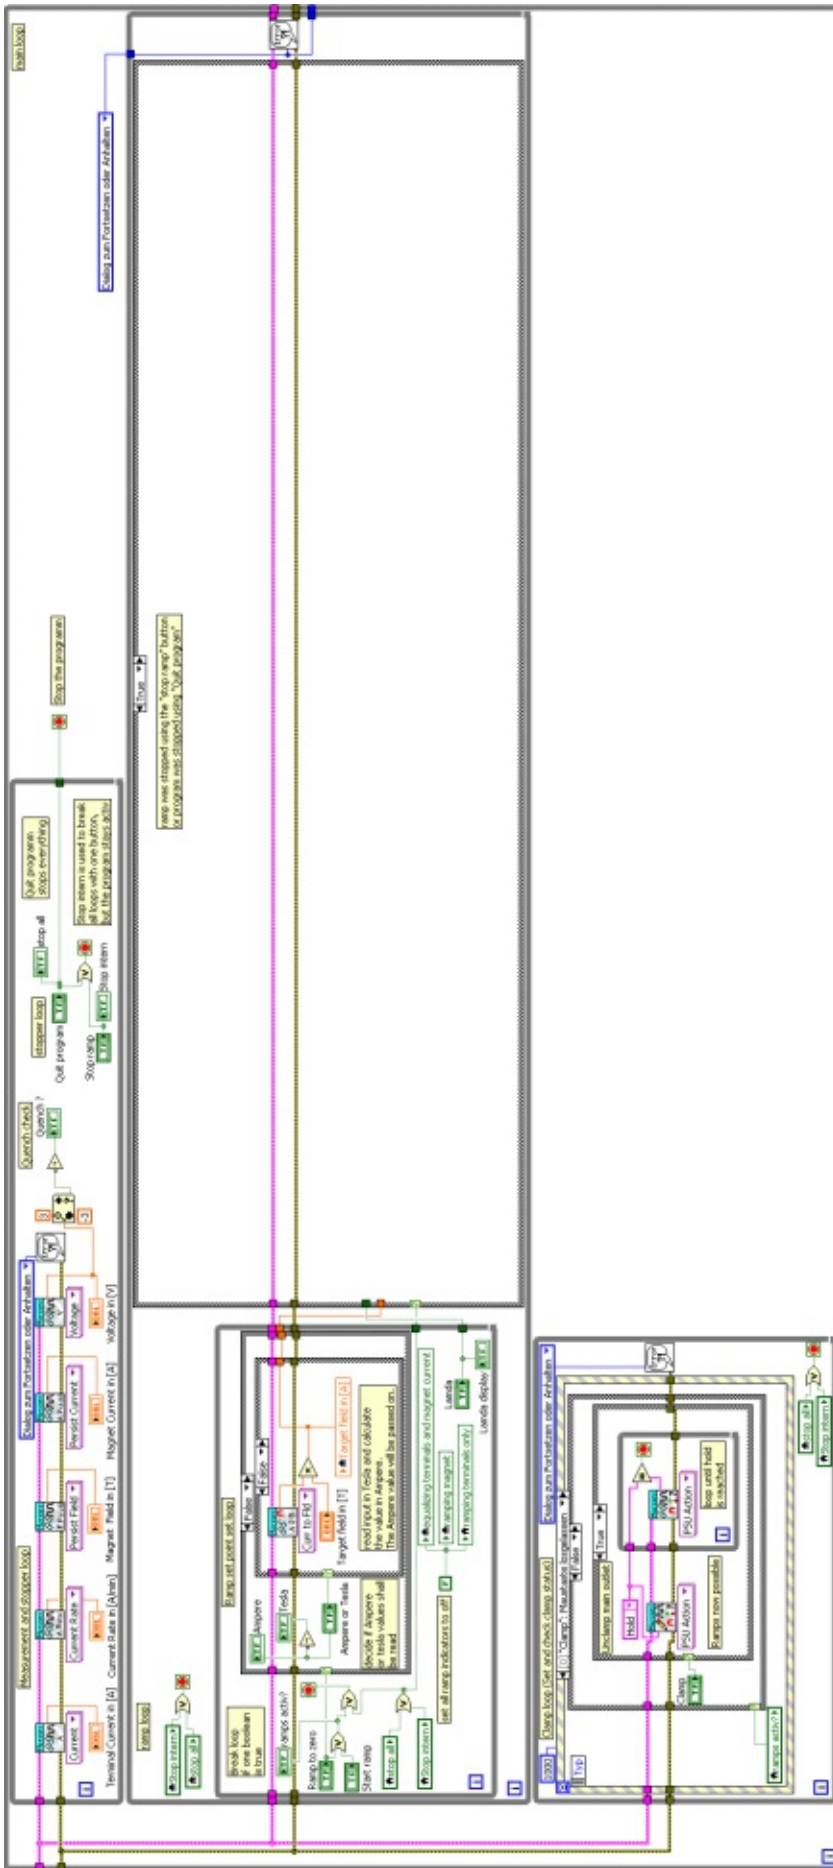 main loop
Measurement and stopper loop
Dialog zum Fortsetzen oder Anhalten
Current
Current Rate
Persist Field
Persist Current
Voltage
Terminal Current in [A]
Current Rate in [A/min]
Magnet Field in [T]
Magnet Current in [A]
Voltage in [V]
Quench check
Quench ?
stopper loop
Quit program
stop all
Quit programm
stops everything
Stop ramp
Stop intern
Stop intern is used to break
all loops with one button,
but the program stays activ
Stop the programm
Dialog zum Fortsetzen oder Anhalten
ramp loop
Stop intern
stop all
Ramp set point set loop
Break loop
if one boolean
is true
ramps activ?
Ramp to zero
Start ramp
stop all
Stop intern
Ampere
Tesla
Ampere or Tesla
decide if Ampere
or tesla values shall
be read
False
False
Curr to Fld
Target field in [T]
Target field in [A]
read input in Tesla and calculate
the value in Ampere.
The Ampere value will be passed on.
set all ramp indicators to off
equalizing terminals and magnet current
ramping magnet
ramping terminals only
Lamda
Lamda display
True
ramp was stopped using the "stop ramp" button
or program was stopped using "Quit program"
Clamp loop (Set and check clamp status)
Dialog zum Fortsetzen oder Anhalten
1000
Typ
[0] "Clamp": Maustaste losgelassen
False
True
Unclamp main outlet
Clamp
Hold
PSU Action
PSU Action
loop until hold
is reached
Ramps now possible
ramps activ?
stop all
Stop intern